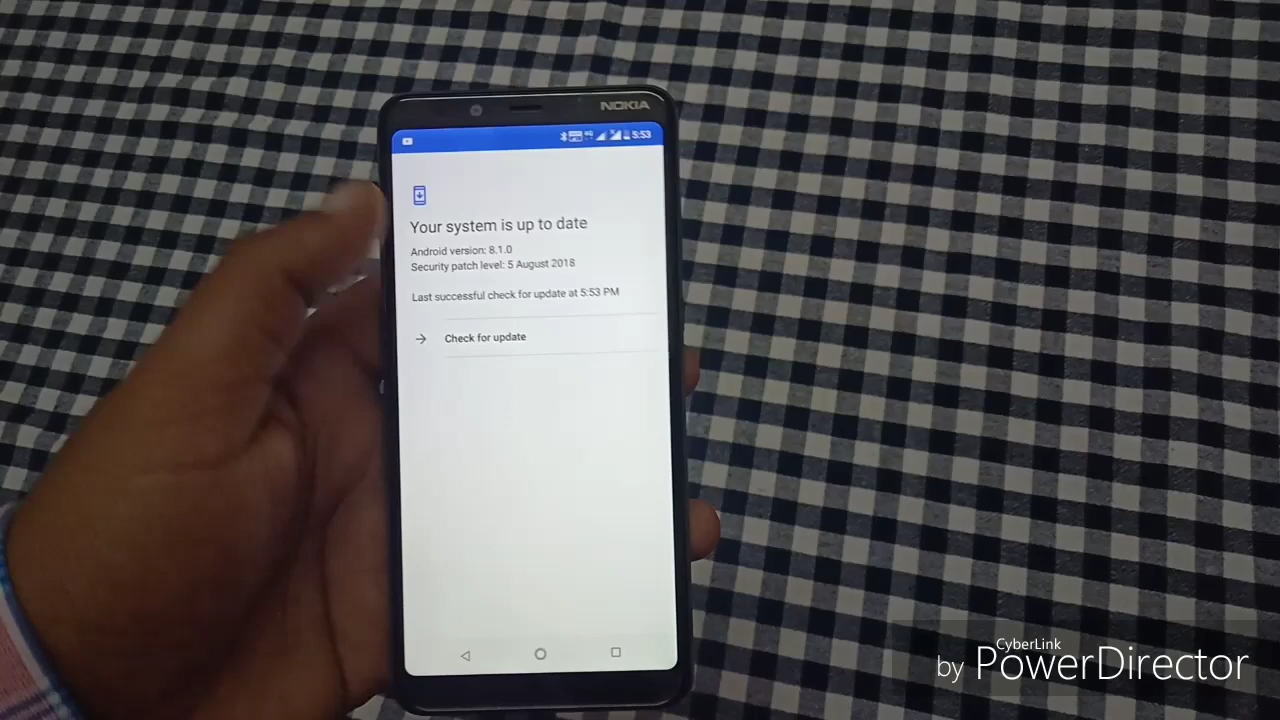 NOKIA
5:53
Your system is up to date
Android version: 8.1.0
Security patch level: 5 August 2018
Last successful check for update at 5:53 PM
Check for update
CyberLink
by PowerDirector